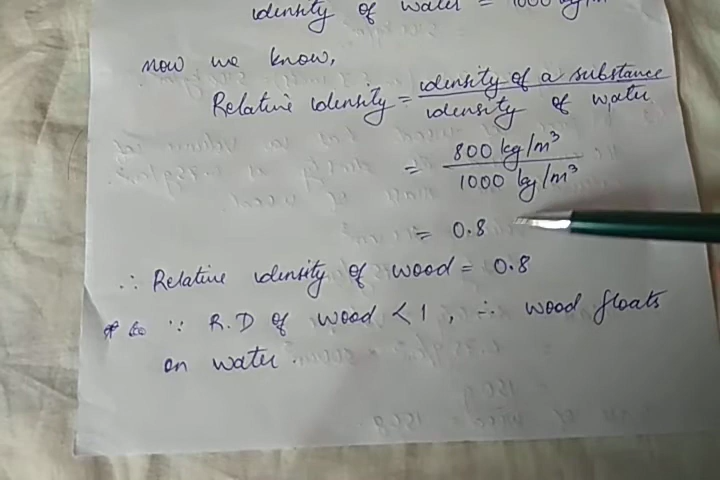 density of water = 1000 kg/m
now we know,
Relative density = density of a substance
density of water
= 800 kg/m³
1000 kg/m³
= 0.8
∴ Relative density of wood = 0.8
∵ R.D of wood < 1, ∴ wood floats
on water.